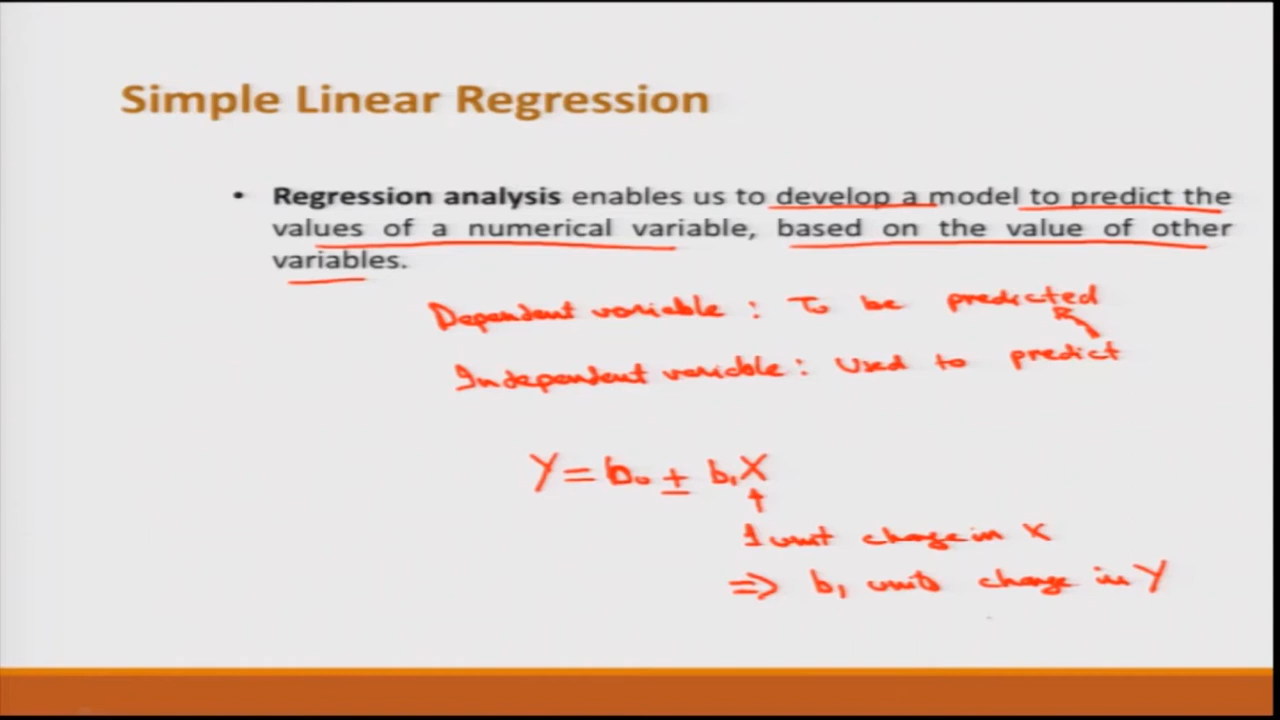 Simple Linear Regression
• Regression analysis enables us to develop a model to predict the
values of a numerical variable, based on the value of other
variables.
Dependent variable : To be predicted
Independent variable : Used to predict
Y = b₀ ± b₁X
1 unit change in X
⇒ b₁ units change in Y